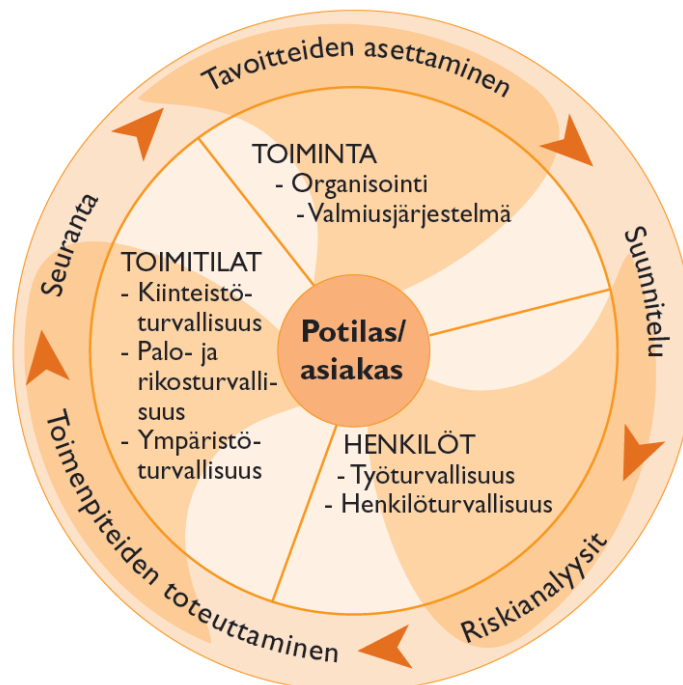 Tavoitteiden asettaminen
Suunnitelu
Riskianalyysit
Toimenpiteiden toteuttaminen
Seuranta
TOIMINTA
- Organisointi
- Valmiusjärjestelmä
TOIMITILAT
- Kiinteistö-
turvallisuus
- Palo- ja
rikosturvalli-
suus
- Ympäristö-
turvallisuus
Potilas/
asiakas
HENKILÖT
- Työturvallisuus
- Henkilöturvallisuus